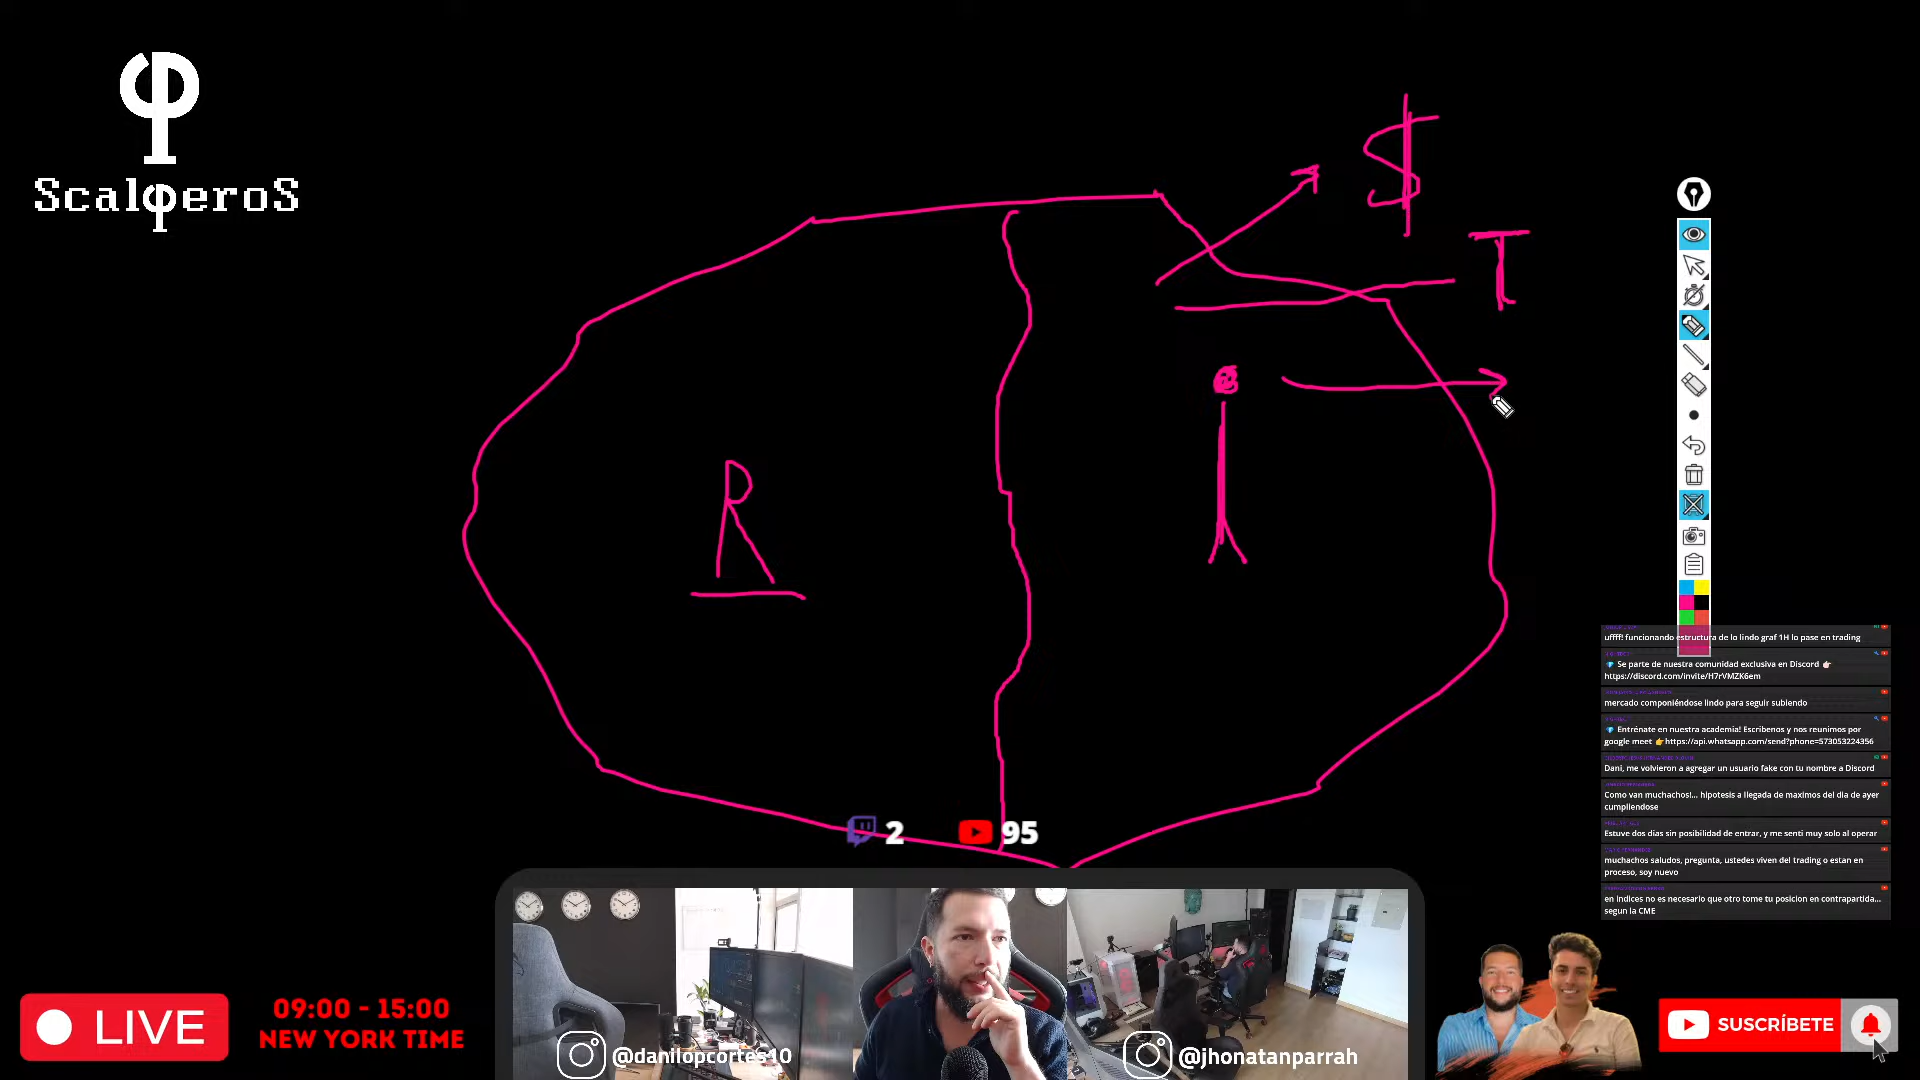 ScalperoS
$
T
R
2
95
uffff! funcionando estructura de lo lindo graf 1H lo pase en trading
Se parte de nuestra comunidad exclusiva en Discord
https://discord.com/invite/H7rVMZK6em
mercado componiéndose lindo para seguir subiendo
Entrénate en nuestra academia! Escribenos y nos reunimos por
google meet https://api.whatsapp.com/send?phone=573053224356
Dani, me volvieron a agregar un usuario fake con tu nombre a Discord
Como van muchachos!... hipotesis a llegada de maximos del dia de ayer
cumpliendose
Estuve dos dias sin posibilidad de entrar, y me senti muy solo al operar
muchachos saludos, pregunta, ustedes viven del trading o estan en
proceso, soy nuevo
en indices no es necesario que otro tome tu posicion en contrapartida...
segun la CME
LIVE
09:00 - 15:00
NEW YORK TIME
@danilopcortes10
@jhonatanparrah
SUSCRÍBETE